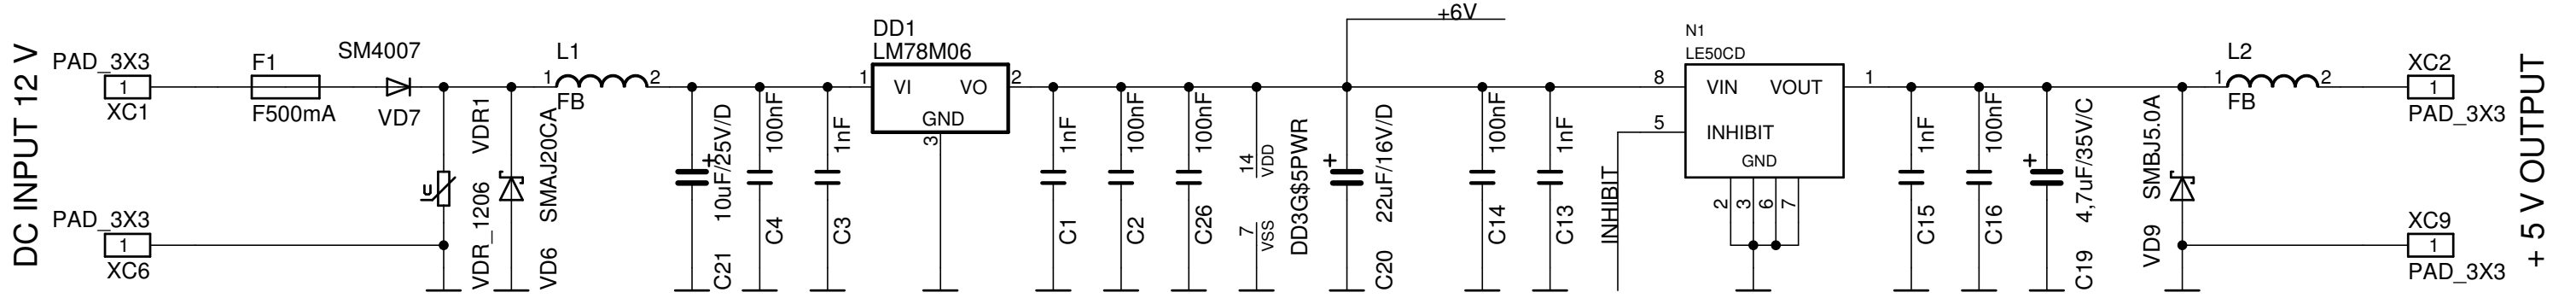 DC INPUT 12 V
PAD_3X3
1
XC1
PAD_3X3
1
XC6
F1
F500mA
SM4007
VD7
VDR1
VDR_1206
U
SMAJ20CA
VD6
L1
1
2
FB
10uF/25V/D
+
C21
100nF
C4
1nF
C3
DD1
LM78M06
1
VI
VO
2
GND
3
1nF
C1
100nF
C2
100nF
C26
14
VDD
7
VSS
DD3G$5PWR
+6V
+
22uF/16V/D
C20
100nF
C14
1nF
C13
INHIBIT
N1
LE50CD
8
VIN
VOUT
1
5
INHIBIT
GND
2
3
6
7
1nF
C15
100nF
C16
+
4,7uF/35V/C
C19
SMBJ5.0A
VD9
L2
1
2
FB
XC2
1
PAD_3X3
XC9
1
PAD_3X3
+ 5 V OUTPUT